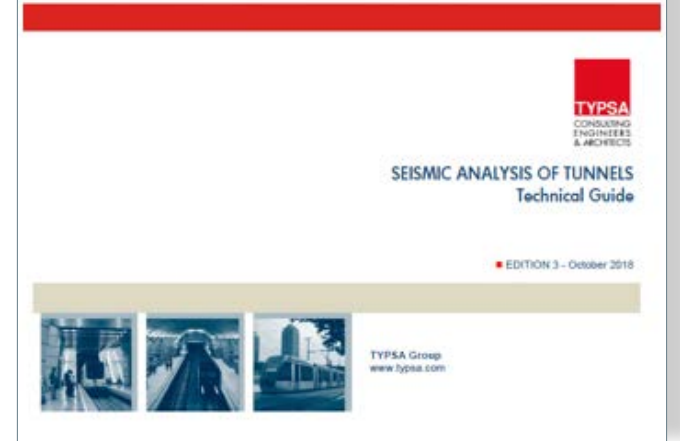 TYPSA
CONSULTING
ENGINEERS
& ARCHITECTS
SEISMIC ANALYSIS OF TUNNELS
Technical Guide
EDITION 3 - October 2018
TYPSA Group
www.typsa.com